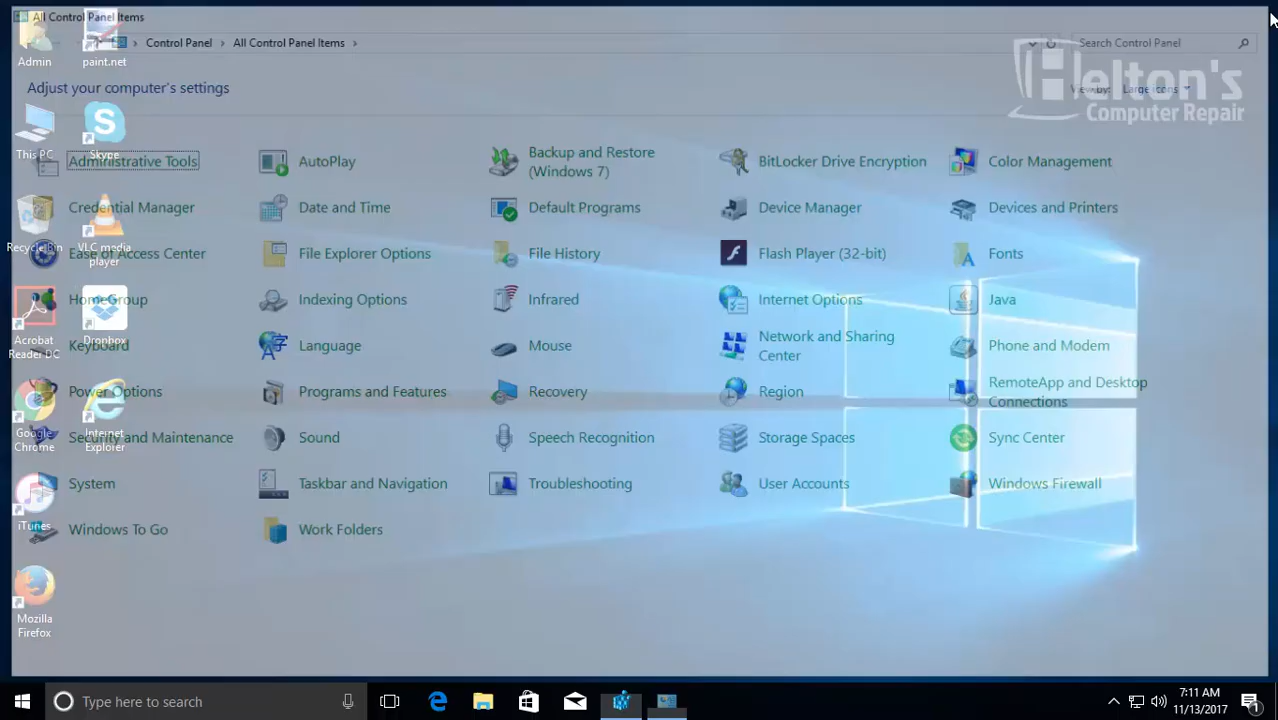 All Control Panel Items
Control Panel
All Control Panel Items
Search Control Panel
Adjust your computer's settings
View by:
Large icons
Helton's
Computer Repair
Administrative Tools
AutoPlay
Backup and Restore
(Windows 7)
BitLocker Drive Encryption
Color Management
Credential Manager
Date and Time
Default Programs
Device Manager
Devices and Printers
Ease of Access Center
File Explorer Options
File History
Flash Player (32-bit)
Fonts
HomeGroup
Indexing Options
Infrared
Internet Options
Java
Keyboard
Language
Mouse
Network and Sharing
Center
Phone and Modem
Power Options
Programs and Features
Recovery
Region
RemoteApp and Desktop
Connections
Security and Maintenance
Sound
Speech Recognition
Storage Spaces
Sync Center
System
Taskbar and Navigation
Troubleshooting
User Accounts
Windows Firewall
Windows To Go
Work Folders
Admin
paint.net
This PC
Skype
Recycle Bin
VLC media
player
Acrobat
Reader DC
Dropbox
Google
Chrome
Internet
Explorer
iTunes
Mozilla
Firefox
Type here to search
7:11 AM
11/13/2017
1